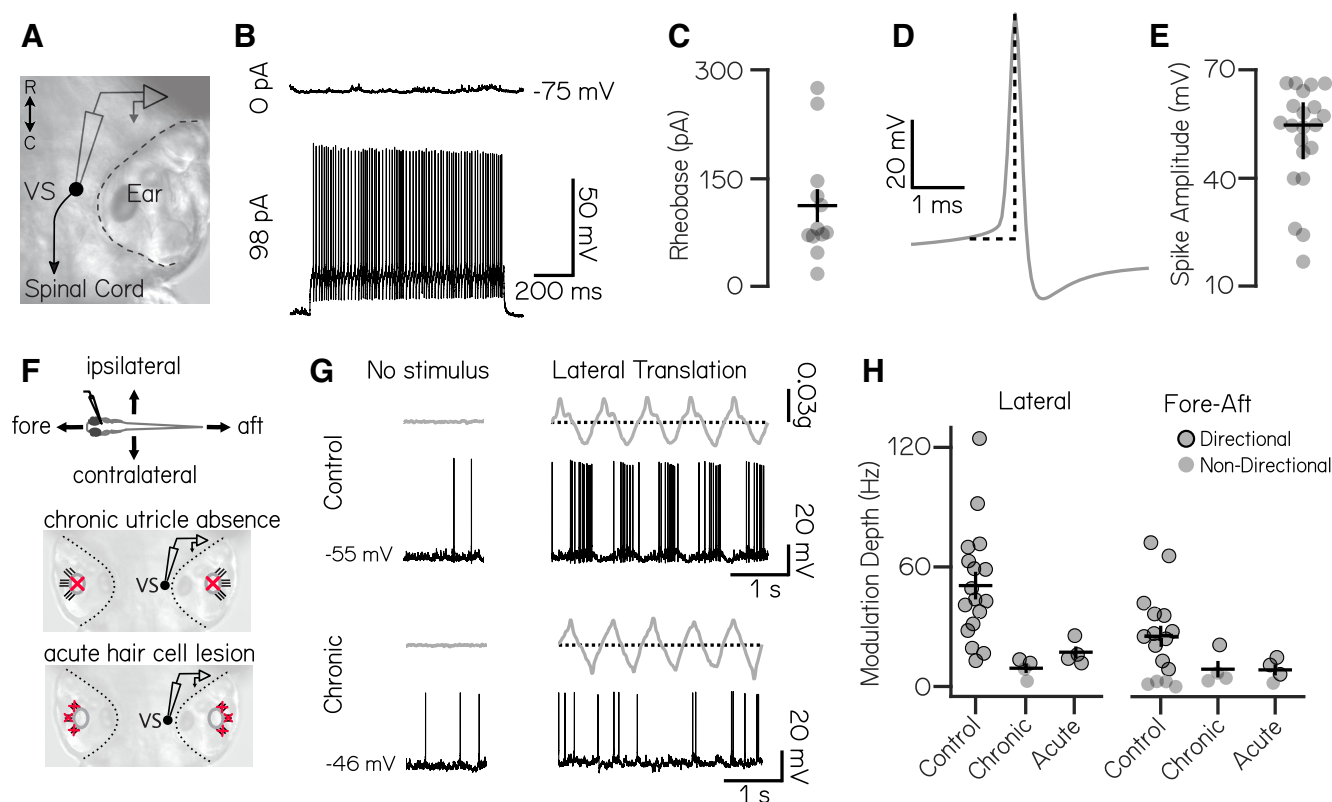 A
R
C
VS
Ear
Spinal Cord
B
0 pA
-75 mV
98 pA
50 mV
200 ms
C
Rheobase (pA)
300
150
0
D
20 mV
1 ms
E
Spike Amplitude (mV)
70
40
10
F
ipsilateral
fore
aft
contralateral
chronic utricle absence
VS
acute hair cell lesion
VS
G
No stimulus
Lateral Translation
0.03g
Control
-55 mV
20 mV
1 s
Chronic
-46 mV
20 mV
1 s
H
Lateral
Fore-Aft
Directional
Non-Directional
Modulation Depth (Hz)
120
60
0
Control
Chronic
Acute
Control
Chronic
Acute